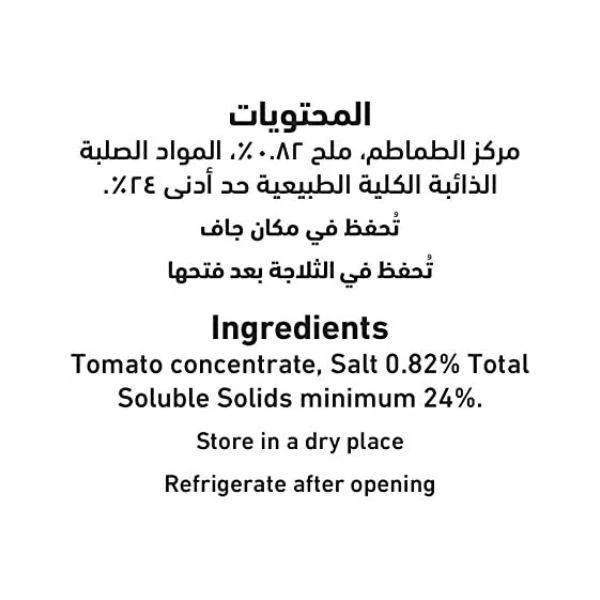 المحتويات
مركز الطماطم، ملح ٠.٨٢٪، المواد الصلبة
الذائبة الكلية الطبيعية حد أدنى ٢٤٪.
تُحفظ في مكان جاف
تُحفظ في الثلاجة بعد فتحها
Ingredients
Tomato concentrate, Salt 0.82% Total
Soluble Solids minimum 24%.
Store in a dry place
Refrigerate after opening